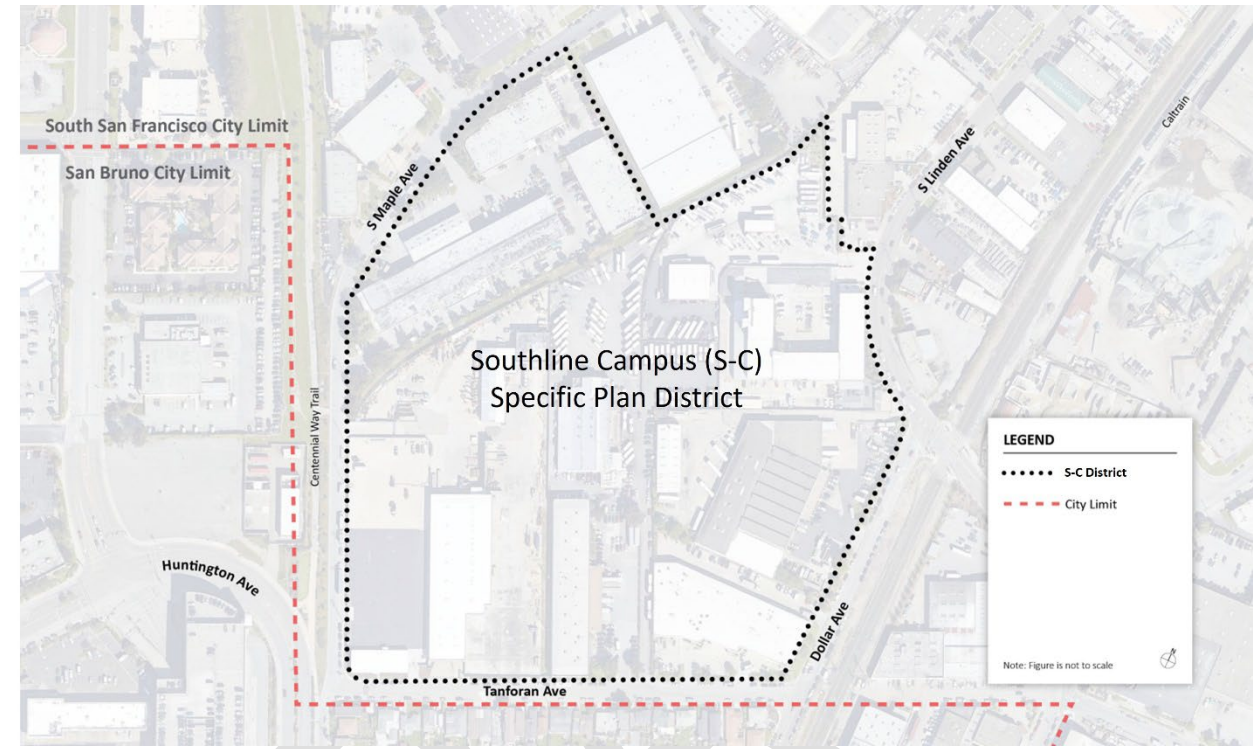 South San Francisco City Limit
San Bruno City Limit
S Maple Ave
S Linden Ave
Caltrain
Southline Campus (S-C)
Specific Plan District
Centennial Way Trail
Huntington Ave
Tanforan Ave
Dollar Ave
LEGEND
S-C District
City Limit
Note: Figure is not to scale